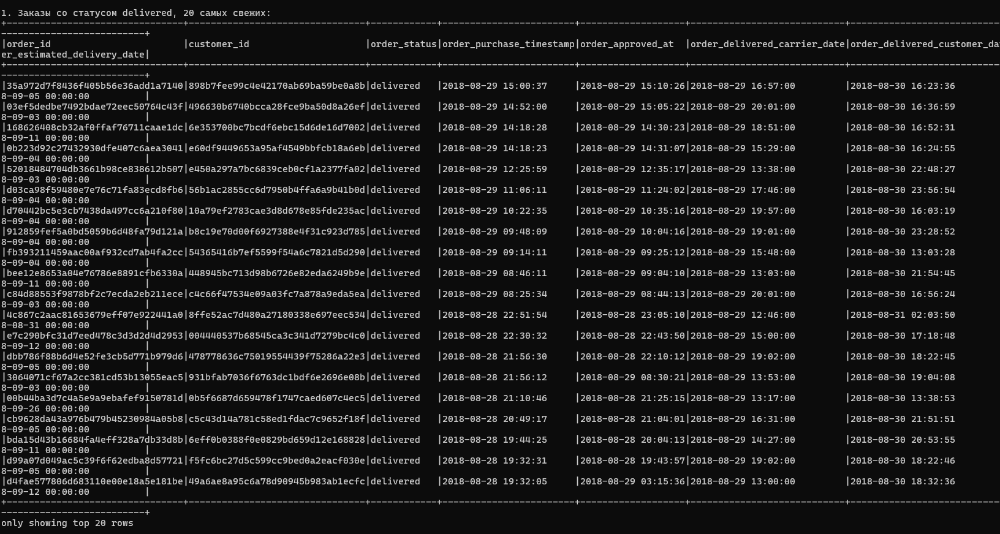 1. Заказы со статусом delivered, 20 самых свежих:
+--------------------------------+--------------------------------+------------+------------------------+-------------------+----------------------------+---------------------------
--------------------------+
|order_id                        |customer_id                     |order_status|order_purchase_timestamp|order_approved_at  |order_delivered_carrier_date|order_delivered_customer_da
er_estimated_delivery_date|
+--------------------------------+--------------------------------+------------+------------------------+-------------------+----------------------------+---------------------------
--------------------------+
|35a972d7f8436f405b56e36add1a7140|898b7fee99c4e42170ab69ba59be0a8b|delivered   |2018-08-29 15:00:37     |2018-08-29 15:10:26|2018-08-29 16:57:00         |2018-08-30 16:23:36
8-09-05 00:00:00          |
|03ef5dedbe7492bdae72eec50764c43f|496630b6740bcca28fce9ba50d8a26ef|delivered   |2018-08-29 14:52:00     |2018-08-29 15:05:22|2018-08-29 20:01:00         |2018-08-30 16:36:59
8-09-03 00:00:00          |
|168626408cb32af0ffaf76711caae1dc|6e353700bc7bcdf6ebc15d6de16d7002|delivered   |2018-08-29 14:18:28     |2018-08-29 14:30:23|2018-08-29 18:51:00         |2018-08-30 16:52:31
8-09-11 00:00:00          |
|0b223d92c27432930dfe407c6aea3041|e60df9449653a95af4549bbfcb18a6eb|delivered   |2018-08-29 14:18:23     |2018-08-29 14:31:07|2018-08-29 15:29:00         |2018-08-30 16:24:55
8-09-04 00:00:00          |
|52018484704db3661b98ce838612b507|e450a297a7bc6839ceb0cf1a2377fa02|delivered   |2018-08-29 12:25:59     |2018-08-29 12:35:17|2018-08-29 13:38:00         |2018-08-30 22:48:27
8-09-03 00:00:00          |
|d03ca98f59480e7e76c71fa83ecd8fb6|56b1ac2855cc6d7950b4ffa6a9b41b0d|delivered   |2018-08-29 11:06:11     |2018-08-29 11:24:02|2018-08-29 17:46:00         |2018-08-30 23:56:54
8-09-04 00:00:00          |
|d70442bc5e3cb7438da497cc6a210f80|10a79ef2783cae3d8d678e85fde235ac|delivered   |2018-08-29 10:22:35     |2018-08-29 10:35:16|2018-08-29 19:57:00         |2018-08-30 16:03:19
8-09-04 00:00:00          |
|912859fef5a0bd5059b6d48fa79d121a|b8c19e70d00f6927388e4f31c923d785|delivered   |2018-08-29 09:48:09     |2018-08-29 10:04:16|2018-08-29 19:01:00         |2018-08-30 23:28:52
8-09-04 00:00:00          |
|fb393211459aac00af932cd7ab4fa2cc|54365416b7ef5599f54a6c7821d5d290|delivered   |2018-08-29 09:14:11     |2018-08-29 09:25:12|2018-08-29 15:48:00         |2018-08-30 13:03:28
8-09-04 00:00:00          |
|bee12e8653a04e76786e8891cfb6330a|448945bc713d98b6726e82eda6249b9e|delivered   |2018-08-29 08:46:11     |2018-08-29 09:04:10|2018-08-29 13:03:00         |2018-08-30 21:54:45
8-09-11 00:00:00          |
|c84d88553f9878bf2c7ecda2eb211ece|c4c66f47534e09a03fc7a878a9eda5ea|delivered   |2018-08-29 08:25:34     |2018-08-29 08:44:13|2018-08-29 20:01:00         |2018-08-30 16:56:24
8-09-03 00:00:00          |
|4c867c2aac81653679eff07e922441a0|8ffe52ac7d480a27180338e697eec534|delivered   |2018-08-28 22:51:54     |2018-08-28 23:05:10|2018-08-29 12:46:00         |2018-08-31 02:03:50
8-08-31 00:00:00          |
|e7c290bfc31d7eed478c3d3d2d4d2953|004440537b68545ca3c341d7279bc4c0|delivered   |2018-08-28 22:30:32     |2018-08-28 22:43:50|2018-08-29 15:00:00         |2018-08-30 17:18:48
8-09-12 00:00:00          |
|dbb786f88b6d4e52fe3cb5d771b979d6|478778636c75019554439f75286a22e3|delivered   |2018-08-28 21:56:30     |2018-08-28 22:10:12|2018-08-29 19:02:00         |2018-08-30 18:22:45
8-09-05 00:00:00          |
|3064071cf67a2cc381cd53b13055eac5|931bfab7036f6763dc1bdf6e2696e08b|delivered   |2018-08-28 21:56:12     |2018-08-29 08:30:21|2018-08-29 13:53:00         |2018-08-30 19:04:08
8-09-03 00:00:00          |
|00b44ba3d7c4a5e9a9ebafef9150781d|0b5f6687d659478f1747caed607c4ec5|delivered   |2018-08-28 21:10:46     |2018-08-28 21:25:15|2018-08-29 13:17:00         |2018-08-30 13:38:53
8-09-26 00:00:00          |
|cb9628da43a976b479b45230984a05b8|c5c43d14a781c58ed1fdac7c9652f18f|delivered   |2018-08-28 20:49:17     |2018-08-28 21:04:01|2018-08-29 16:31:00         |2018-08-30 21:51:51
8-09-05 00:00:00          |
|bda15d43b16684fa4eff328a7db33d8b|6eff0b0388f0e0829bd659d12e168828|delivered   |2018-08-28 19:44:25     |2018-08-28 20:04:13|2018-08-29 14:27:00         |2018-08-30 20:53:55
8-09-11 00:00:00          |
|d99a07d049ac5c39f6f62edba8d57721|f5fc6bc27d5c599cc9bed0a2eacf030e|delivered   |2018-08-28 19:32:31     |2018-08-28 19:43:57|2018-08-29 19:02:00         |2018-08-30 18:22:46
8-09-05 00:00:00          |
|d4fae577806d683110e00e18a5e181be|49a6ae8a95c6a78d90945b983ab1ecfc|delivered   |2018-08-28 19:32:05     |2018-08-29 03:15:36|2018-08-29 13:00:00         |2018-08-30 18:32:36
8-09-12 00:00:00          |
+--------------------------------+--------------------------------+------------+------------------------+-------------------+----------------------------+---------------------------
--------------------------+
only showing top 20 rows